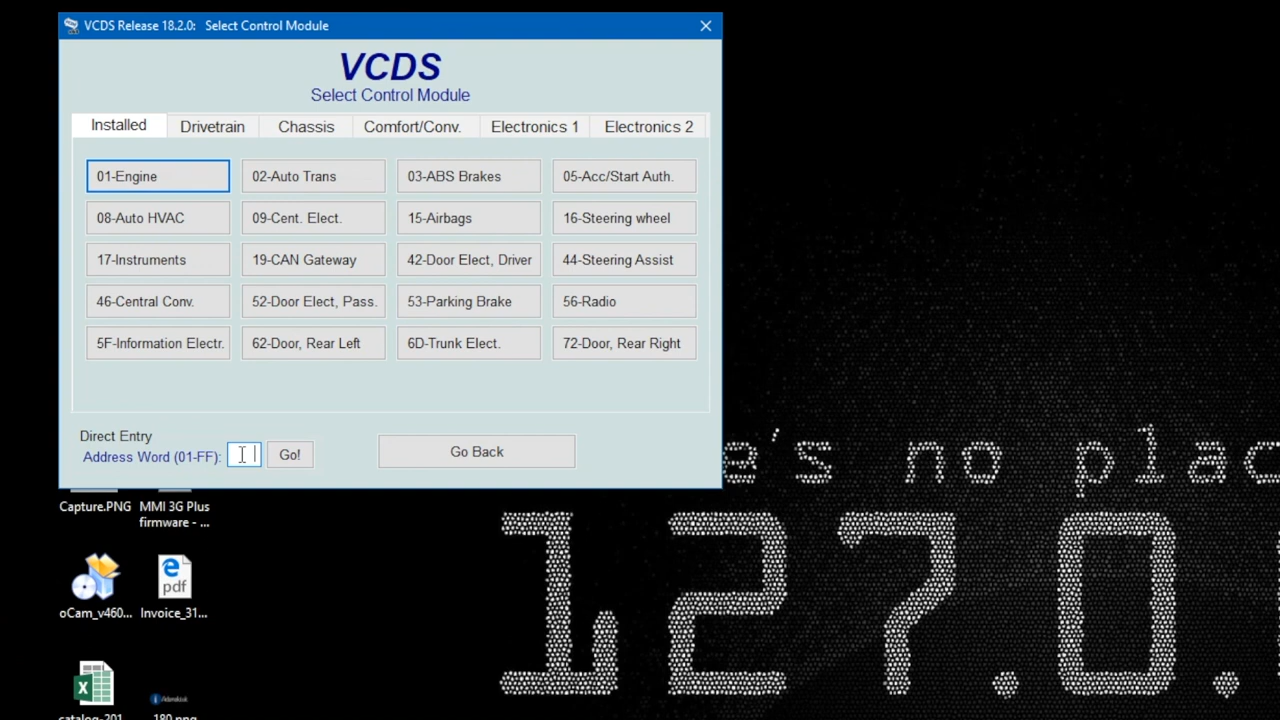 VCDS Release 18.2.0: Select Control Module
VCDS
Select Control Module
Installed Drivetrain Chassis Comfort/Conv. Electronics 1 Electronics 2
01-Engine 02-Auto Trans 03-ABS Brakes 05-Acc/Start Auth.
08-Auto HVAC 09-Cent. Elect. 15-Airbags 16-Steering wheel
17-Instruments 19-CAN Gateway 42-Door Elect, Driver 44-Steering Assist
46-Central Conv. 52-Door Elect, Pass. 53-Parking Brake 56-Radio
5F-Information Electr. 62-Door, Rear Left 6D-Trunk Elect. 72-Door, Rear Right
Direct Entry
Address Word (01-FF): Go! Go Back
e's no plac
127.0.
Capture.PNG MMI 3G Plus
firmware - ...
pdf
oCam_v460... Invoice_31...
catalog-201
180.png